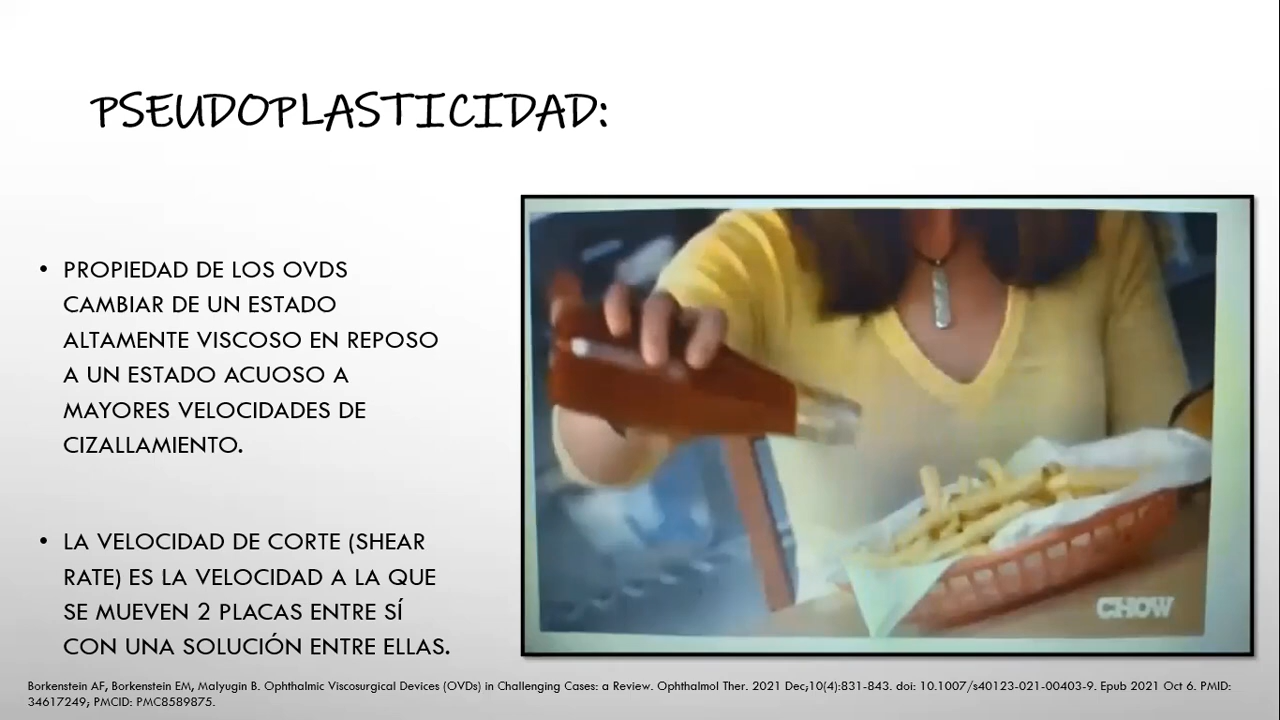 PSEUDOPLASTICIDAD:
• PROPIEDAD DE LOS OVDS
CAMBIAR DE UN ESTADO
ALTAMENTE VISCOSO EN REPOSO
A UN ESTADO ACUOSO A
MAYORES VELOCIDADES DE
CIZALLAMIENTO.
• LA VELOCIDAD DE CORTE (SHEAR
RATE) ES LA VELOCIDAD A LA QUE
SE MUEVEN 2 PLACAS ENTRE SÍ
CON UNA SOLUCIÓN ENTRE ELLAS.
CHOW
Borkenstein AF, Borkenstein EM, Malyugin B. Ophthalmic Viscosurgical Devices (OVDs) in Challenging Cases: a Review. Ophthalmol Ther. 2021 Dec;10(4):831-843. doi: 10.1007/s40123-021-00403-9. Epub 2021 Oct 6. PMID:
34617249; PMCID: PMC8589875.